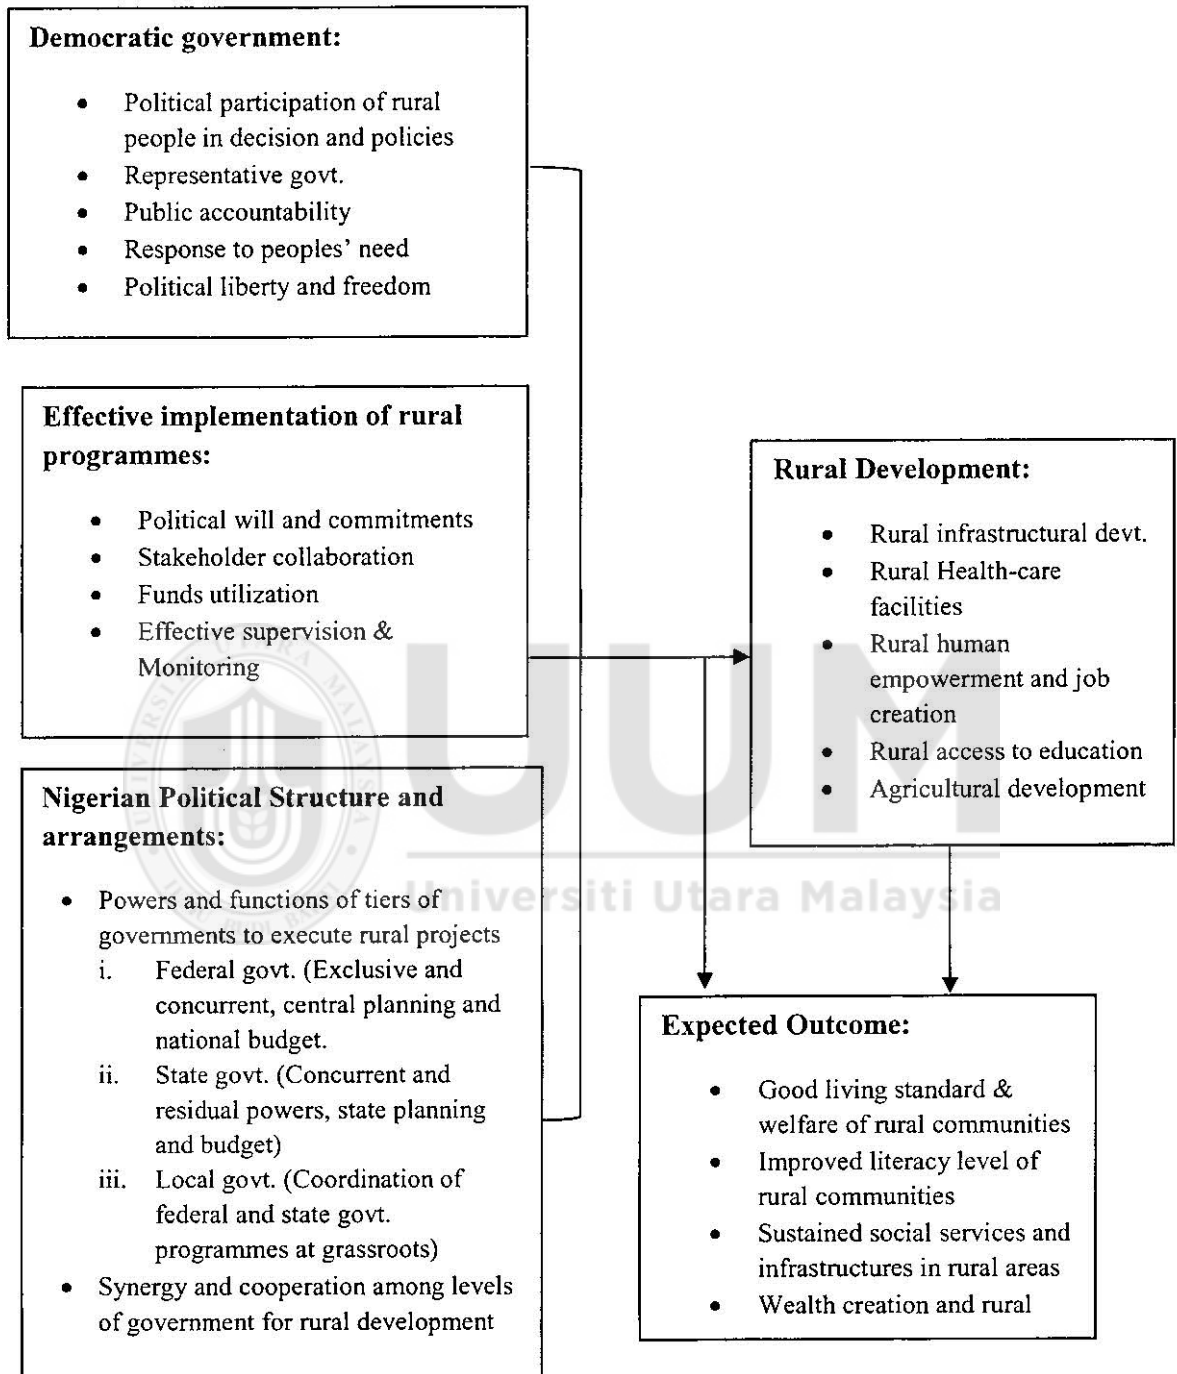 Democratic government:
• Political participation of rural
people in decision and policies
• Representative govt.
• Public accountability
• Response to peoples' need
• Political liberty and freedom
Effective implementation of rural
programmes:
• Political will and commitments
• Stakeholder collaboration
• Funds utilization
• Effective supervision &
Monitoring
Nigerian Political Structure and
arrangements:
• Powers and functions of tiers of
governments to execute rural projects
i. Federal govt. (Exclusive and
concurrent, central planning and
national budget.
ii. State govt. (Concurrent and
residual powers, state planning
and budget)
iii. Local govt. (Coordination of
federal and state govt.
programmes at grassroots)
• Synergy and cooperation among levels
of government for rural development
Rural Development:
• Rural infrastructural devt.
• Rural Health-care
facilities
• Rural human
empowerment and job
creation
• Rural access to education
• Agricultural development
Expected Outcome:
• Good living standard &
welfare of rural communities
• Improved literacy level of
rural communities
• Sustained social services and
infrastructures in rural areas
• Wealth creation and rural
UUM
Universiti Utara Malaysia